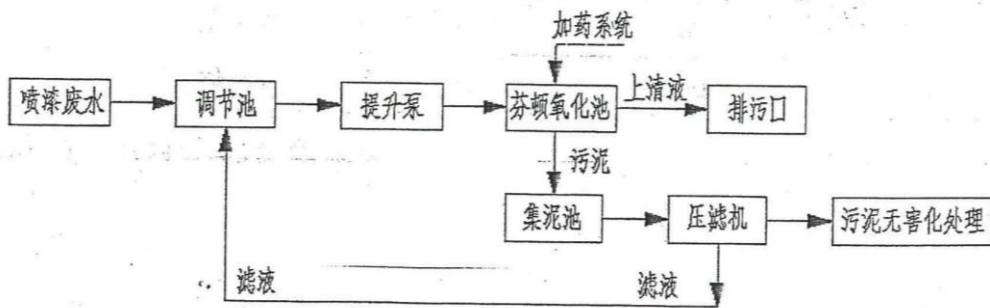 加药系统
喷漆废水
调节池
提升泵
芬顿氧化池
上清液
排污口
污泥
集泥池
压滤机
污泥无害化处理
滤液
滤液